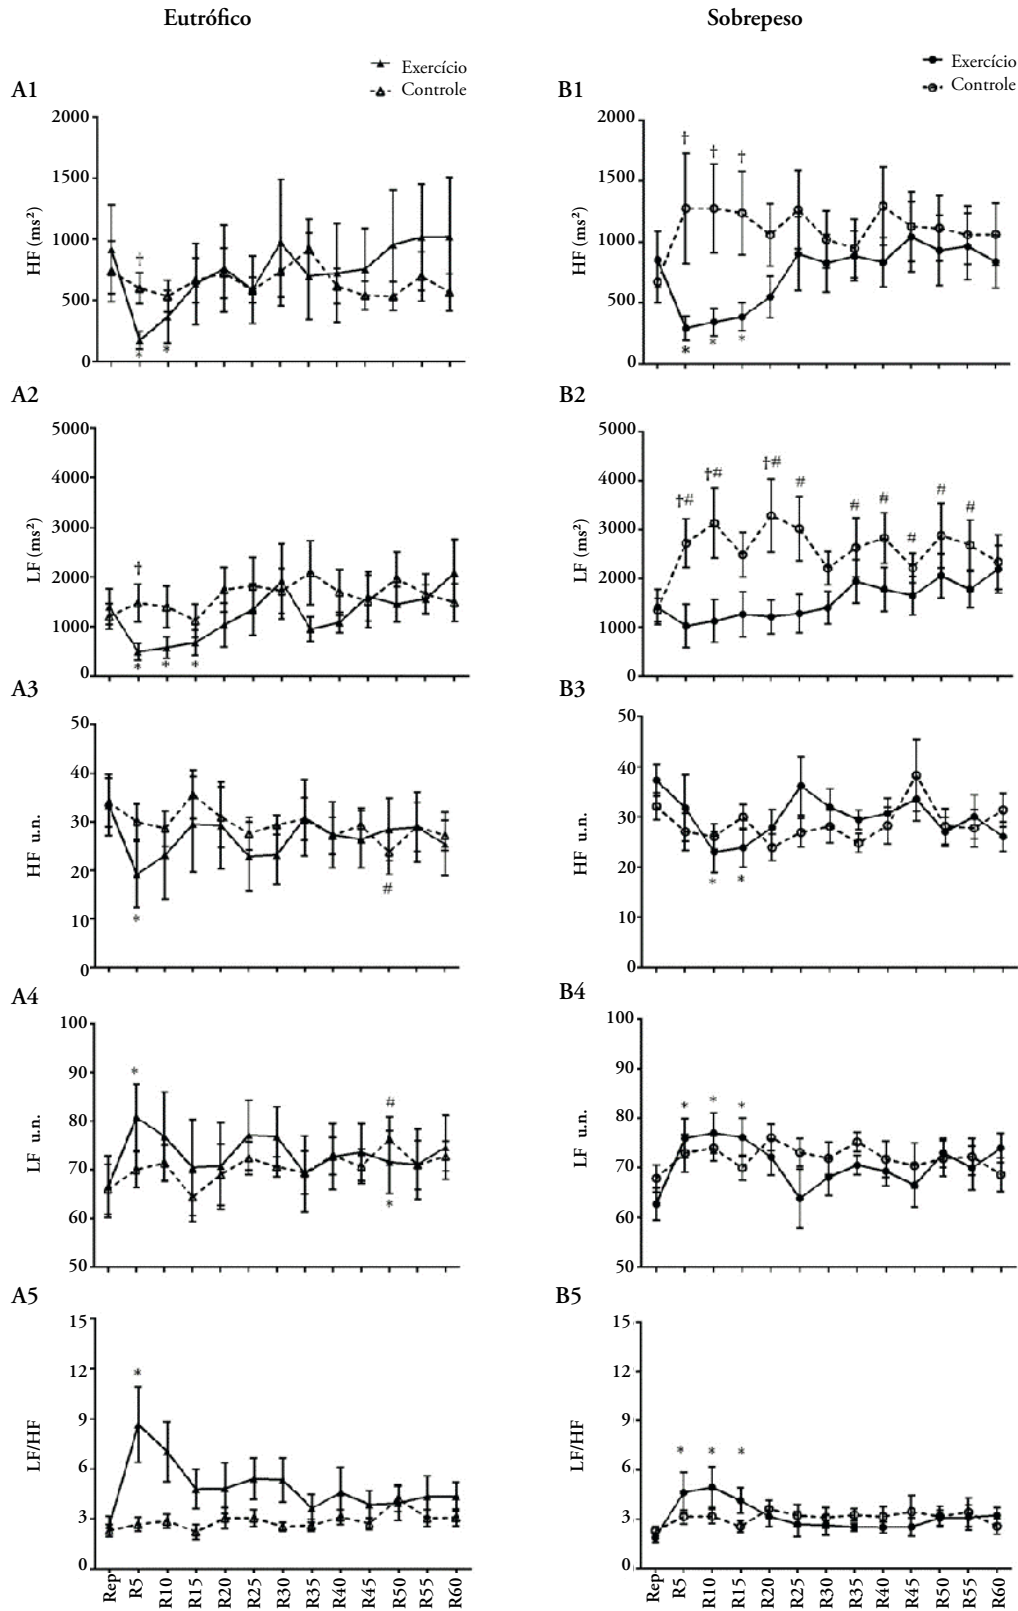 Eutrófico
Sobrepeso
Exercício
Controle
Exercício
Controle
A1
2000
1500
1000
500
0
HF (ms²)
†
* *
B1
2000
1500
1000
500
0
HF (ms²)
† † †
* * *
A2
5000
4000
3000
2000
1000
0
LF (ms²)
†
* * *
B2
5000
4000
3000
2000
1000
0
LF (ms²)
†# †# †# # # # # # #
A3
50
40
30
20
10
0
HF u.n.
*
#
B3
50
40
30
20
10
0
HF u.n.
* *
A4
100
90
80
70
60
50
LF u.n.
*
#
*
B4
100
90
80
70
60
50
LF u.n.
* * *
A5
15
12
9
6
3
0
LF/HF
*
Rep R5 R10 R15 R20 R25 R30 R35 R40 R45 R50 R55 R60
B5
15
12
9
6
3
0
LF/HF
* * *
Rep R5 R10 R15 R20 R25 R30 R35 R40 R45 R50 R55 R60